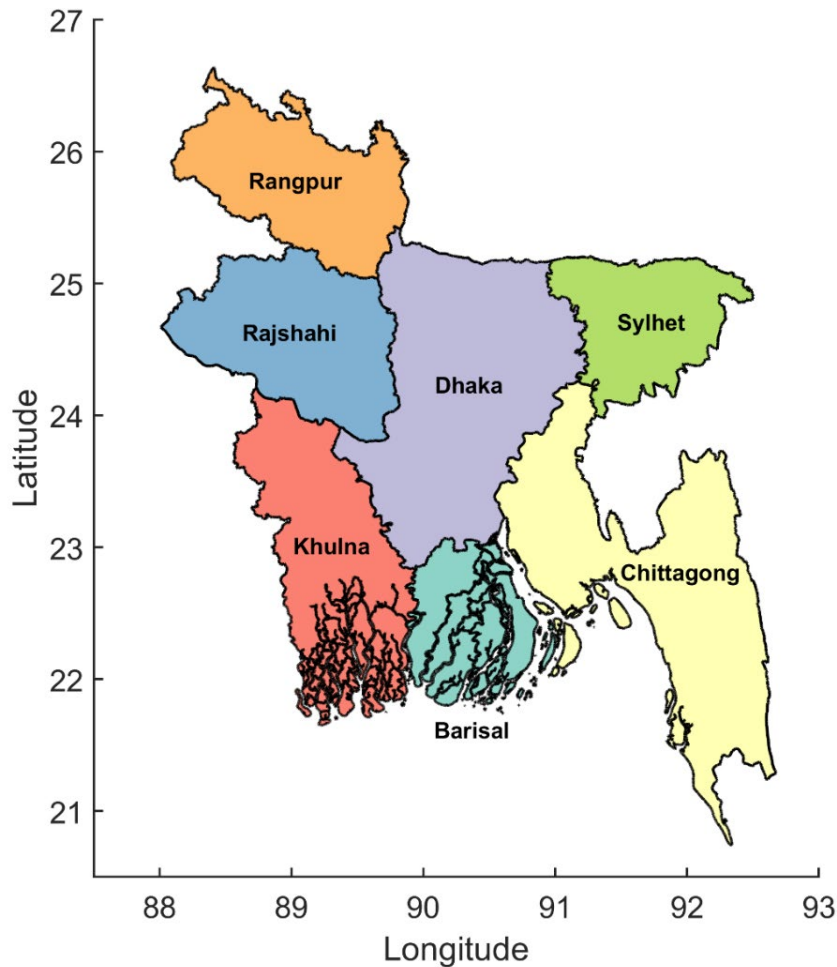 27
26
25
24
23
22
21
Latitude
Rangpur
Rajshahi
Sylhet
Dhaka
Khulna
Chittagong
Barisal
88 89 90 91 92 93
Longitude